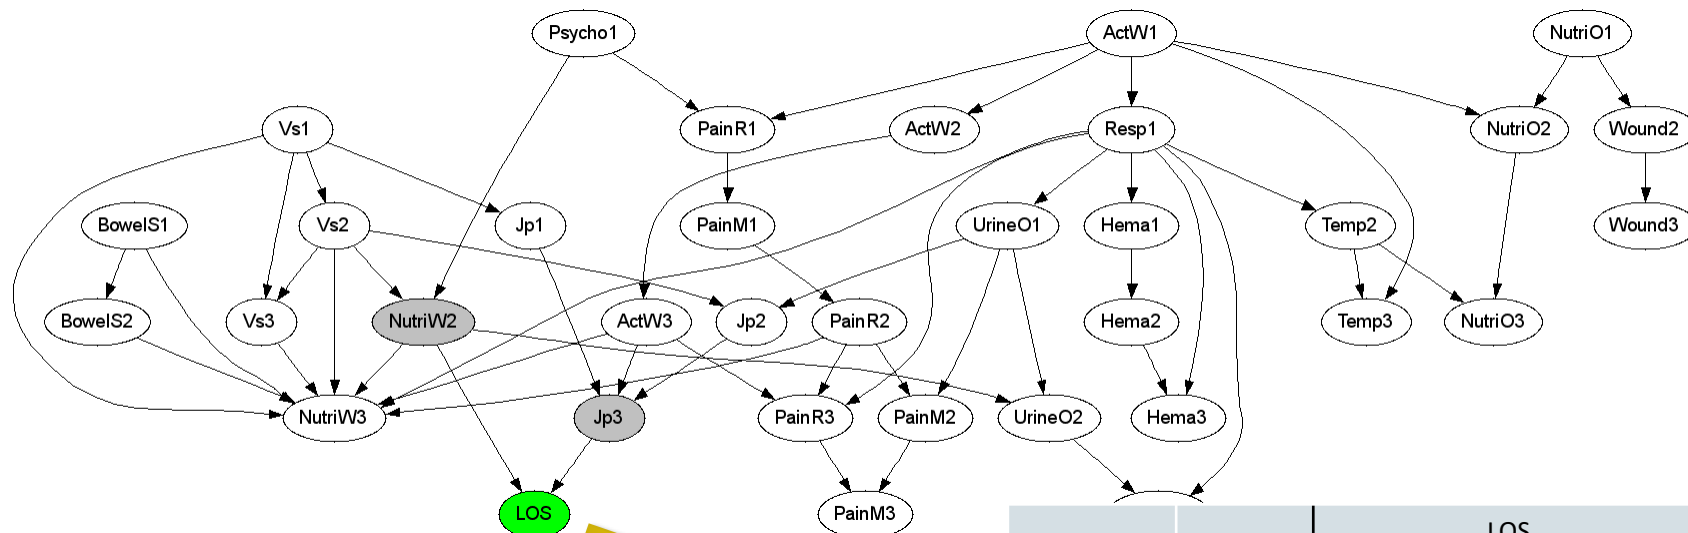 Psycho1 ActW1 NutriO1
Vs1 PainR1 ActW2 Resp1 NutriO2 Wound2
BowelS1 Vs2 Jp1 PainM1 UrineO1 Hema1 Temp2 Wound3
BowelS2 Vs3 NutriW2 ActW3 Jp2 PainR2 Hema2 Temp3 NutriO3
NutriW3 Jp3 PainR3 PainM2 UrineO2 Hema3
LOS PainM3 LOS